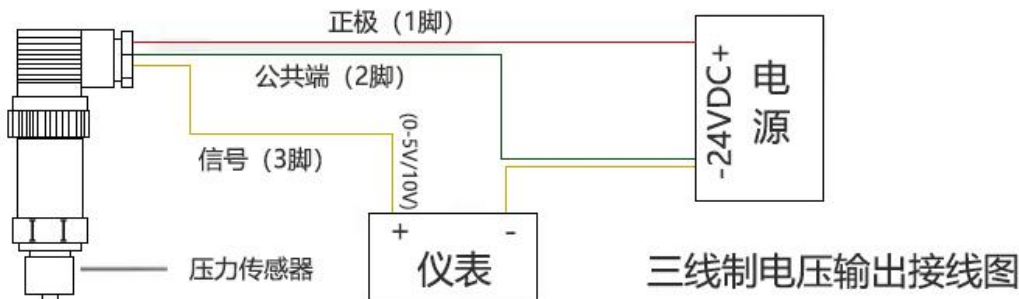 正极（1脚）
公共端（2脚）
信号（3脚）
(0-5V/10V)
-24VDC+
电源
+
-
仪表
压力传感器
三线制电压输出接线图